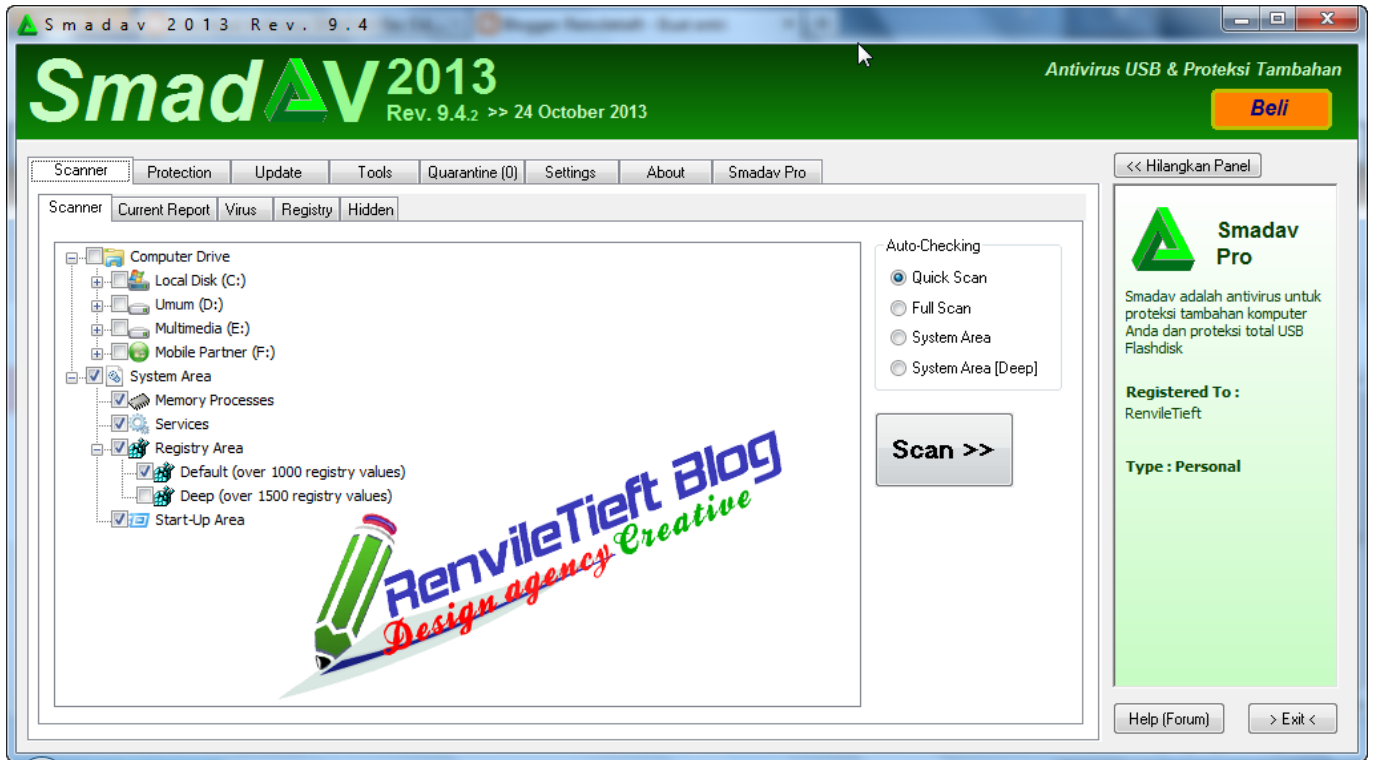 Smadav 2013 Rev. 9.4
SmadAV 2013
Rev. 9.4.2 >> 24 October 2013
Antivirus USB & Proteksi Tambahan
Beli
Scanner Protection Update Tools Quarantine (0) Settings About Smadav Pro
<< Hilangkan Panel
Scanner Current Report Virus Registry Hidden
Computer Drive
Local Disk (C:)
Umum (D:)
Multimedia (E:)
Mobile Partner (F:)
System Area
Memory Processes
Services
Registry Area
Default (over 1000 registry values)
Deep (over 1500 registry values)
Start-Up Area
RenvileTieft Blog
Design agency Creative
Auto-Checking
Quick Scan
Full Scan
System Area
System Area [Deep]
Scan >>
Smadav
Pro
Smadav adalah antivirus untuk
proteksi tambahan komputer
Anda dan proteksi total USB
Flashdisk
Registered To :
RenvileTieft
Type : Personal
Help (Forum) > Exit <